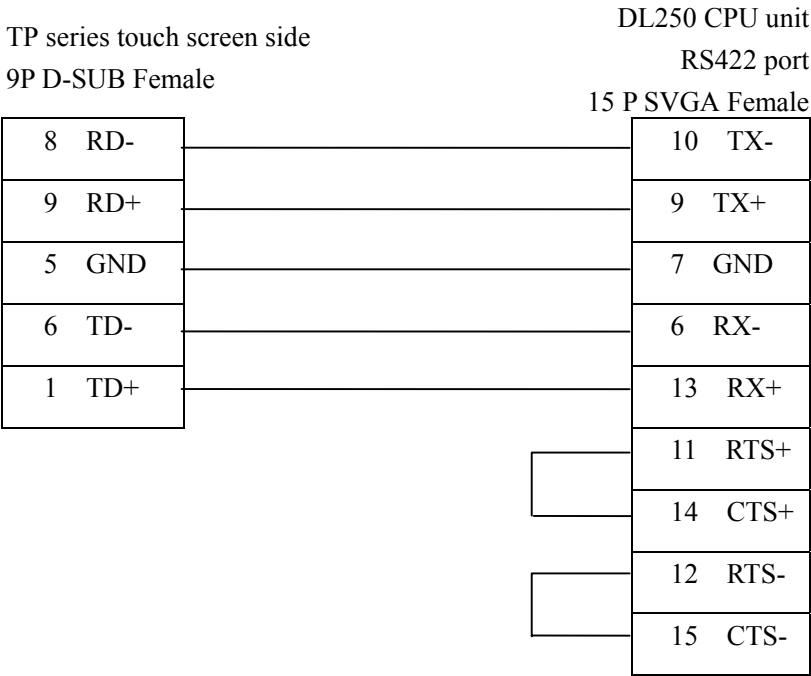 TP series touch screen side
9P D-SUB Female
DL250 CPU unit
RS422 port
15 P SVGA Female
8 RD-
10 TX-
9 RD+
9 TX+
5 GND
7 GND
6 TD-
6 RX-
1 TD+
13 RX+
11 RTS+
14 CTS+
12 RTS-
15 CTS-